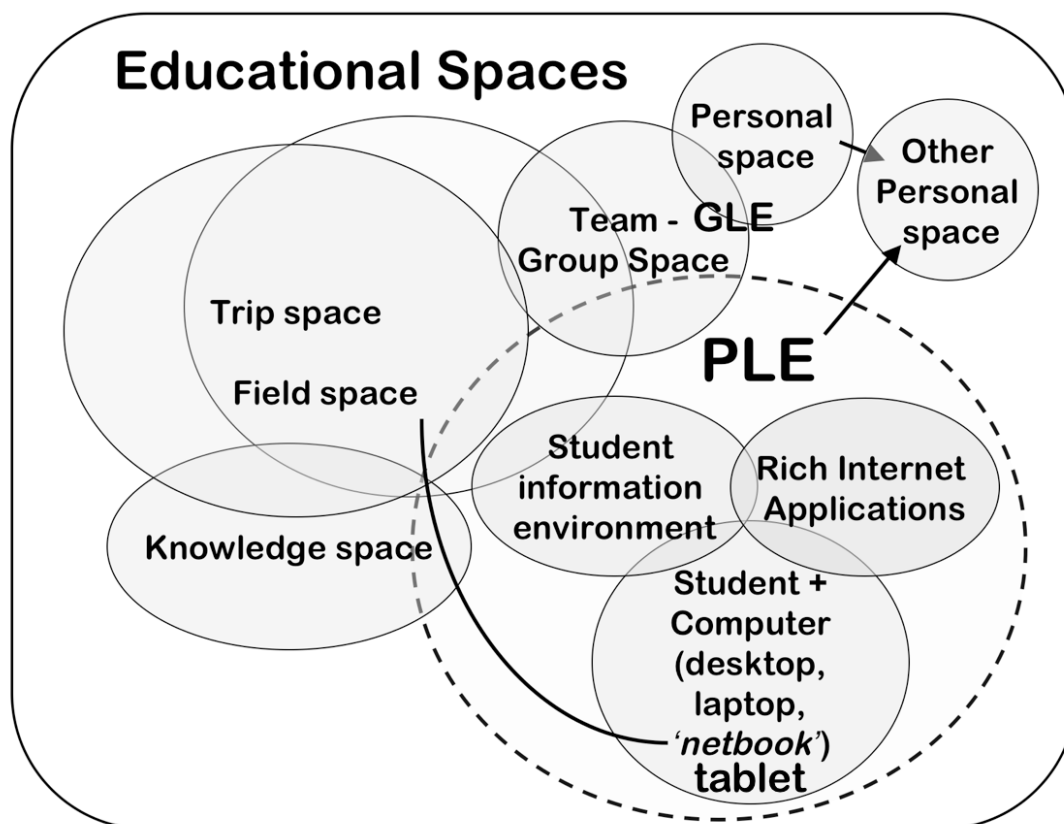 Educational Spaces
Personal
space
Other
Personal
space
Team - GLE
Group Space
Trip space
Field space
PLE
Student
information
environment
Rich Internet
Applications
Knowledge space
Student +
Computer
(desktop,
laptop,
‘netbook’)
tablet